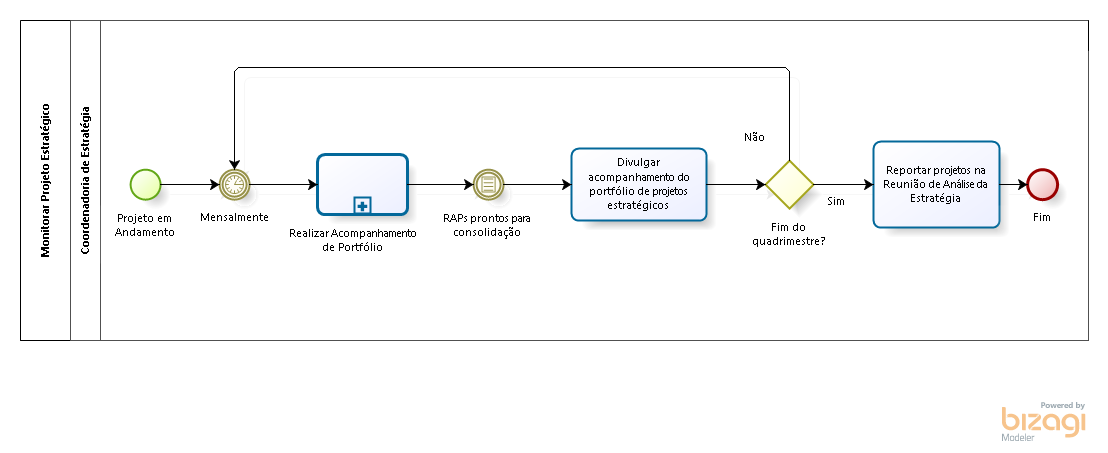 Monitorar Projeto Estratégico
Coordenadoria de Estratégia
Projeto em
Andamento
Mensalmente
Realizar Acompanhamento
de Portfólio
RAPs prontos para
consolidação
Divulgar
acompanhamento do
portfólio de projetos
estratégicos
Não
Fim do
quadrimestre?
Sim
Reportar projetos na
Reunião de Análise da
Estratégia
Fim
Powered by
bizagi
Modeler